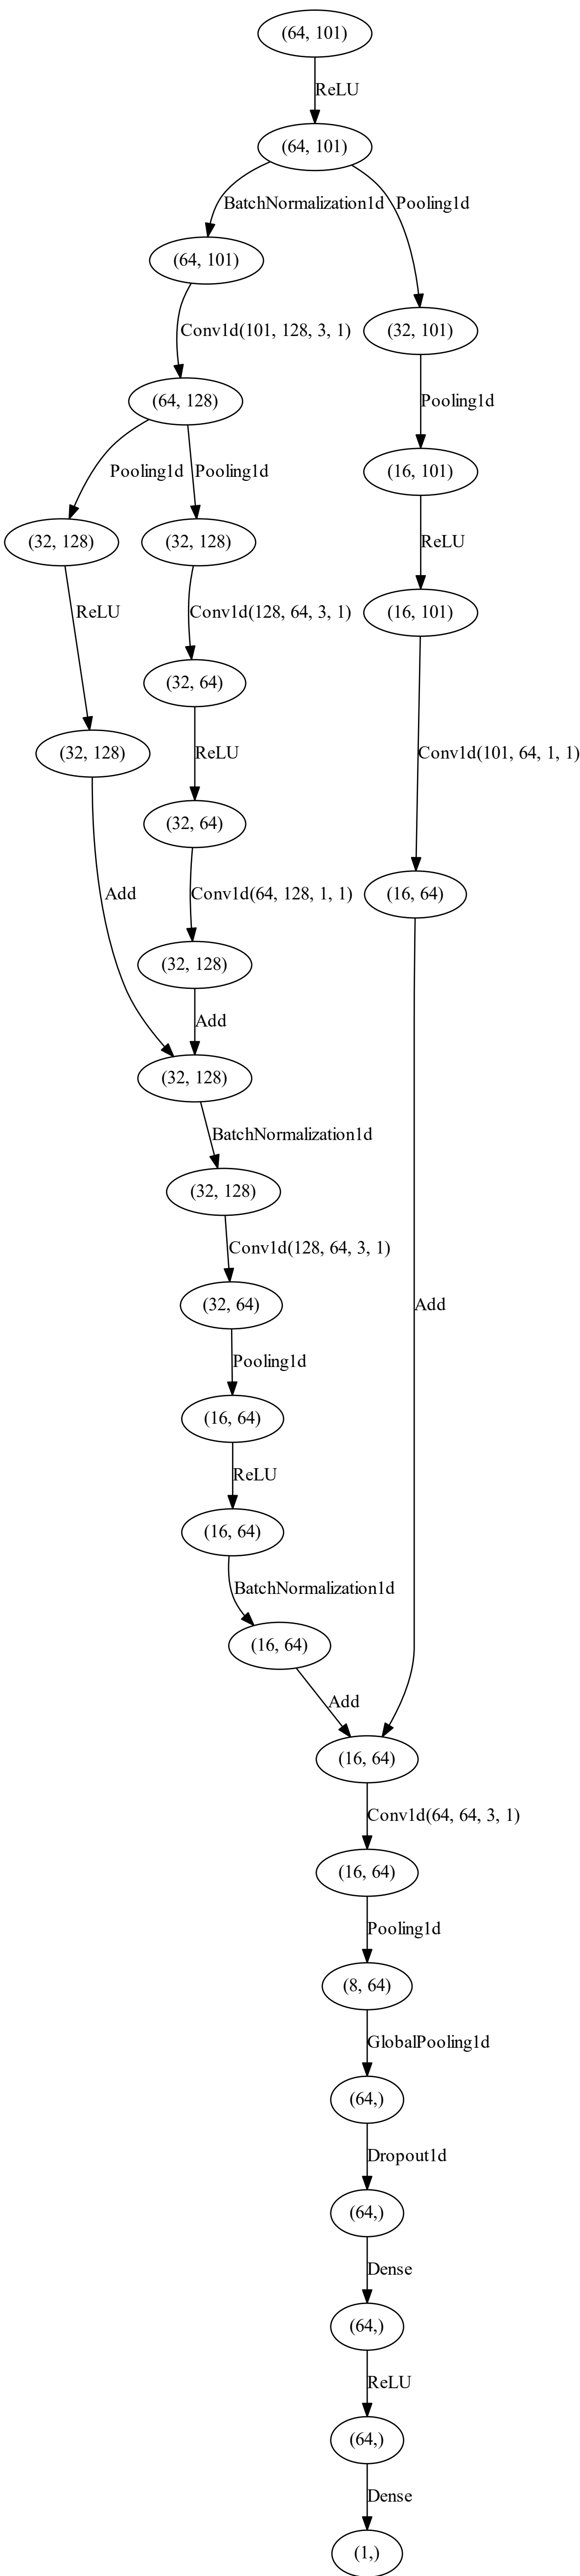 (64, 101)
ReLU
(64, 101)
BatchNormalization1d Pooling1d
(64, 101)
Conv1d(101, 128, 3, 1)
(32, 101)
(64, 128)
Pooling1d
Pooling1d Pooling1d
(16, 101)
(32, 128) (32, 128)
ReLU
ReLU Conv1d(128, 64, 3, 1)
(16, 101)
(32, 64)
(32, 128)
ReLU
Conv1d(101, 64, 1, 1)
(32, 64)
Add
Conv1d(64, 128, 1, 1)
(16, 64)
(32, 128)
Add
(32, 128)
BatchNormalization1d
(32, 128)
Conv1d(128, 64, 3, 1)
(32, 64)
Add
Pooling1d
(16, 64)
ReLU
(16, 64)
BatchNormalization1d
(16, 64)
Add
(16, 64)
Conv1d(64, 64, 3, 1)
(16, 64)
Pooling1d
(8, 64)
GlobalPooling1d
(64,)
Dropout1d
(64,)
Dense
(64,)
ReLU
(64,)
Dense
(1,)